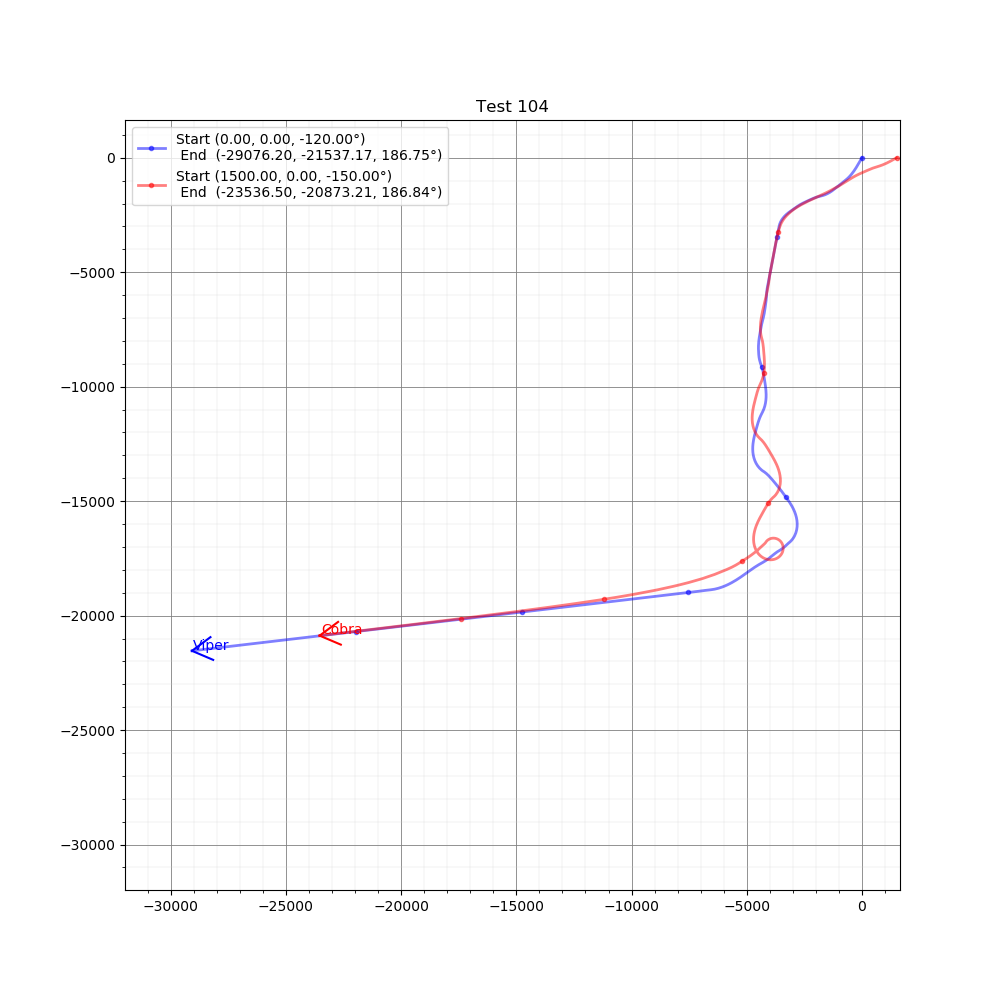 Test 104
Start (0.00, 0.00, -120.00°)
End  (-29076.20, -21537.17, 186.75°)
Start (1500.00, 0.00, -150.00°)
End  (-23536.50, -20873.21, 186.84°)
0
−5000
−10000
−15000
−20000
−25000
−30000
Cobra
Viper
−30000 −25000 −20000 −15000 −10000 −5000 0